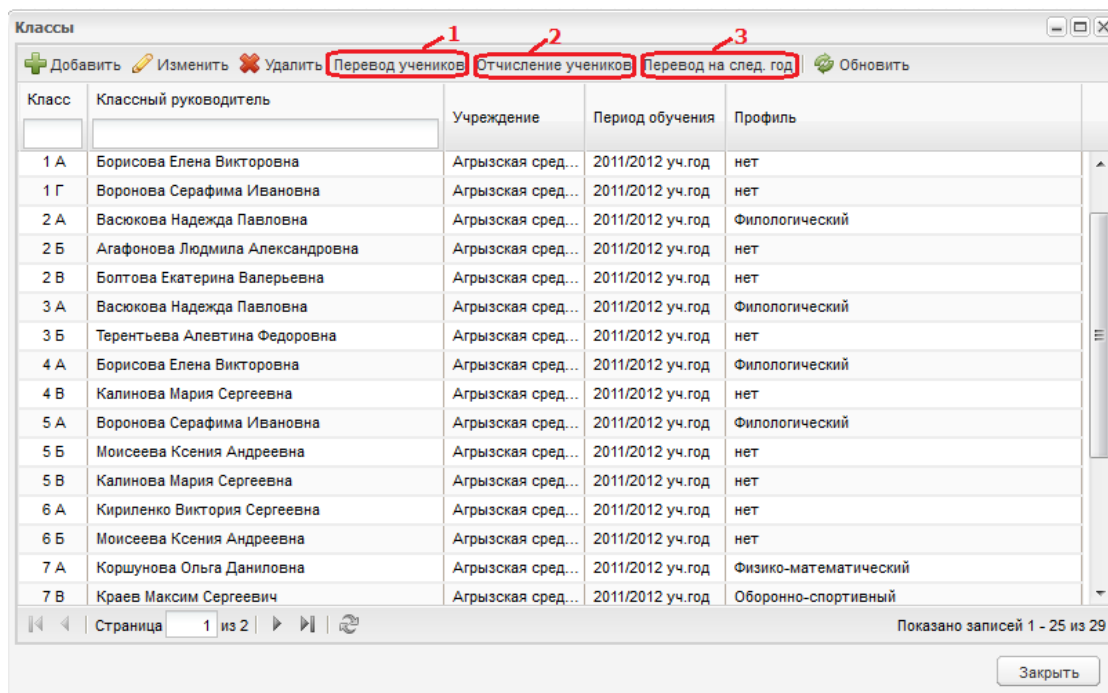 Классы
1 2 3
Добавить Изменить Удалить Перевод учеников Отчисление учеников Перевод на след. год Обновить
Класс Классный руководитель Учреждение Период обучения Профиль
1 А Борисова Елена Викторовна Агрызская сред... 2011/2012 уч.год нет
1 Г Воронова Серафима Ивановна Агрызская сред... 2011/2012 уч.год нет
2 А Васюкова Надежда Павловна Агрызская сред... 2011/2012 уч.год Филологический
2 Б Агафонова Людмила Александровна Агрызская сред... 2011/2012 уч.год нет
2 В Болтова Екатерина Валерьевна Агрызская сред... 2011/2012 уч.год нет
3 А Васюкова Надежда Павловна Агрызская сред... 2011/2012 уч.год Филологический
3 Б Терентьева Алевтина Федоровна Агрызская сред... 2011/2012 уч.год нет
4 А Борисова Елена Викторовна Агрызская сред... 2011/2012 уч.год Филологический
4 В Калинова Мария Сергеевна Агрызская сред... 2011/2012 уч.год нет
5 А Воронова Серафима Ивановна Агрызская сред... 2011/2012 уч.год Филологический
5 Б Моисеева Ксения Андреевна Агрызская сред... 2011/2012 уч.год нет
5 В Калинова Мария Сергеевна Агрызская сред... 2011/2012 уч.год нет
6 А Кириленко Виктория Сергеевна Агрызская сред... 2011/2012 уч.год нет
6 Б Моисеева Ксения Андреевна Агрызская сред... 2011/2012 уч.год нет
7 А Коршунова Ольга Даниловна Агрызская сред... 2011/2012 уч.год Физико-математический
7 В Краев Максим Сергеевич Агрызская сред... 2011/2012 уч.год Оборонно-спортивный
Страница 1 из 2 Показано записей 1 - 25 из 29
Закрыть